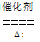 催化剂
====
△;